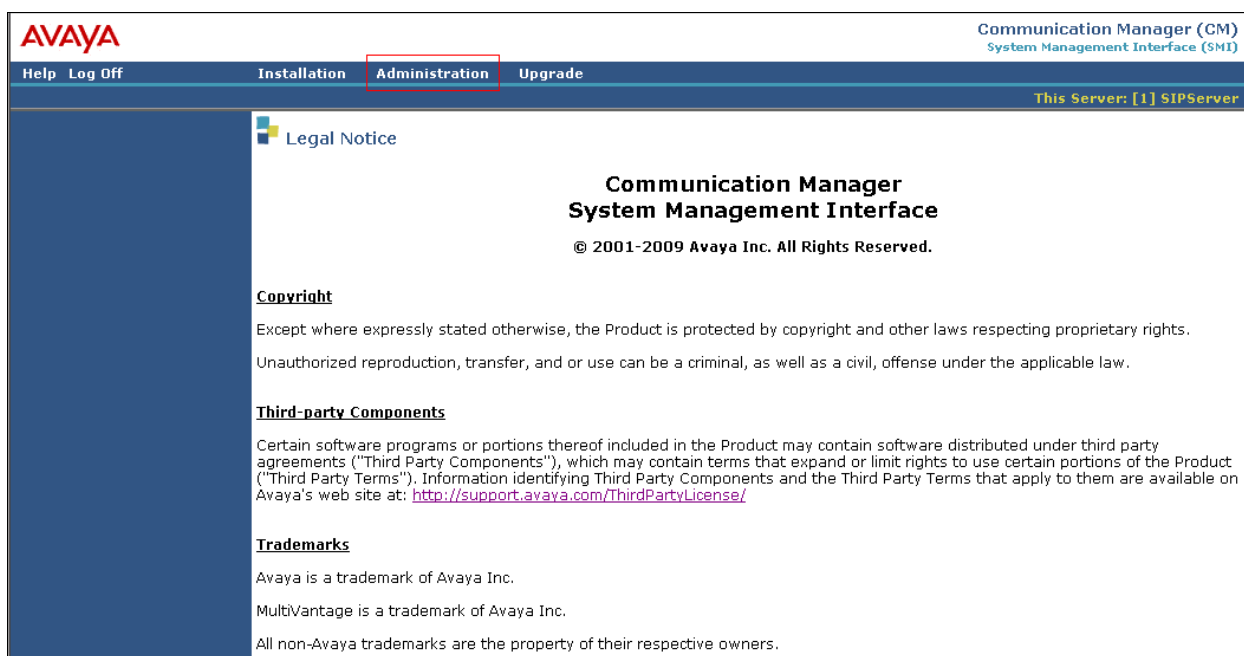 AVAYA
Communication Manager (CM)
System Management Interface (SMI)
Help Log Off Installation Administration Upgrade
This Server: [1] SIPServer
Legal Notice
Communication Manager
System Management Interface
© 2001-2009 Avaya Inc. All Rights Reserved.
Copyright
Except where expressly stated otherwise, the Product is protected by copyright and other laws respecting proprietary rights.
Unauthorized reproduction, transfer, and or use can be a criminal, as well as a civil, offense under the applicable law.
Third-party Components
Certain software programs or portions thereof included in the Product may contain software distributed under third party
agreements ("Third Party Components"), which may contain terms that expand or limit rights to use certain portions of the Product
("Third Party Terms"). Information identifying Third Party Components and the Third Party Terms that apply to them are available on
Avaya's web site at: http://support.avaya.com/ThirdPartyLicense/
Trademarks
Avaya is a trademark of Avaya Inc.
MultiVantage is a trademark of Avaya Inc.
All non-Avaya trademarks are the property of their respective owners.